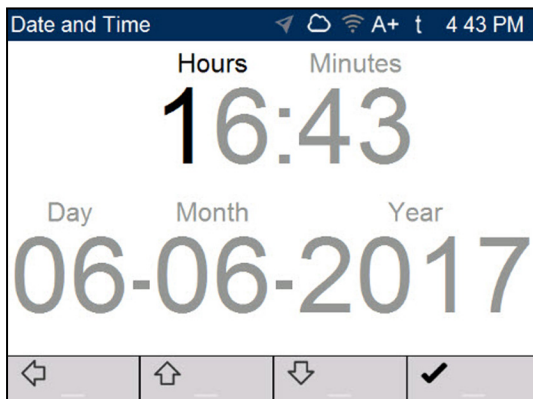 Date and Time A+ t 4 43 PM
Hours Minutes
16:43
Day Month Year
06-06-2017